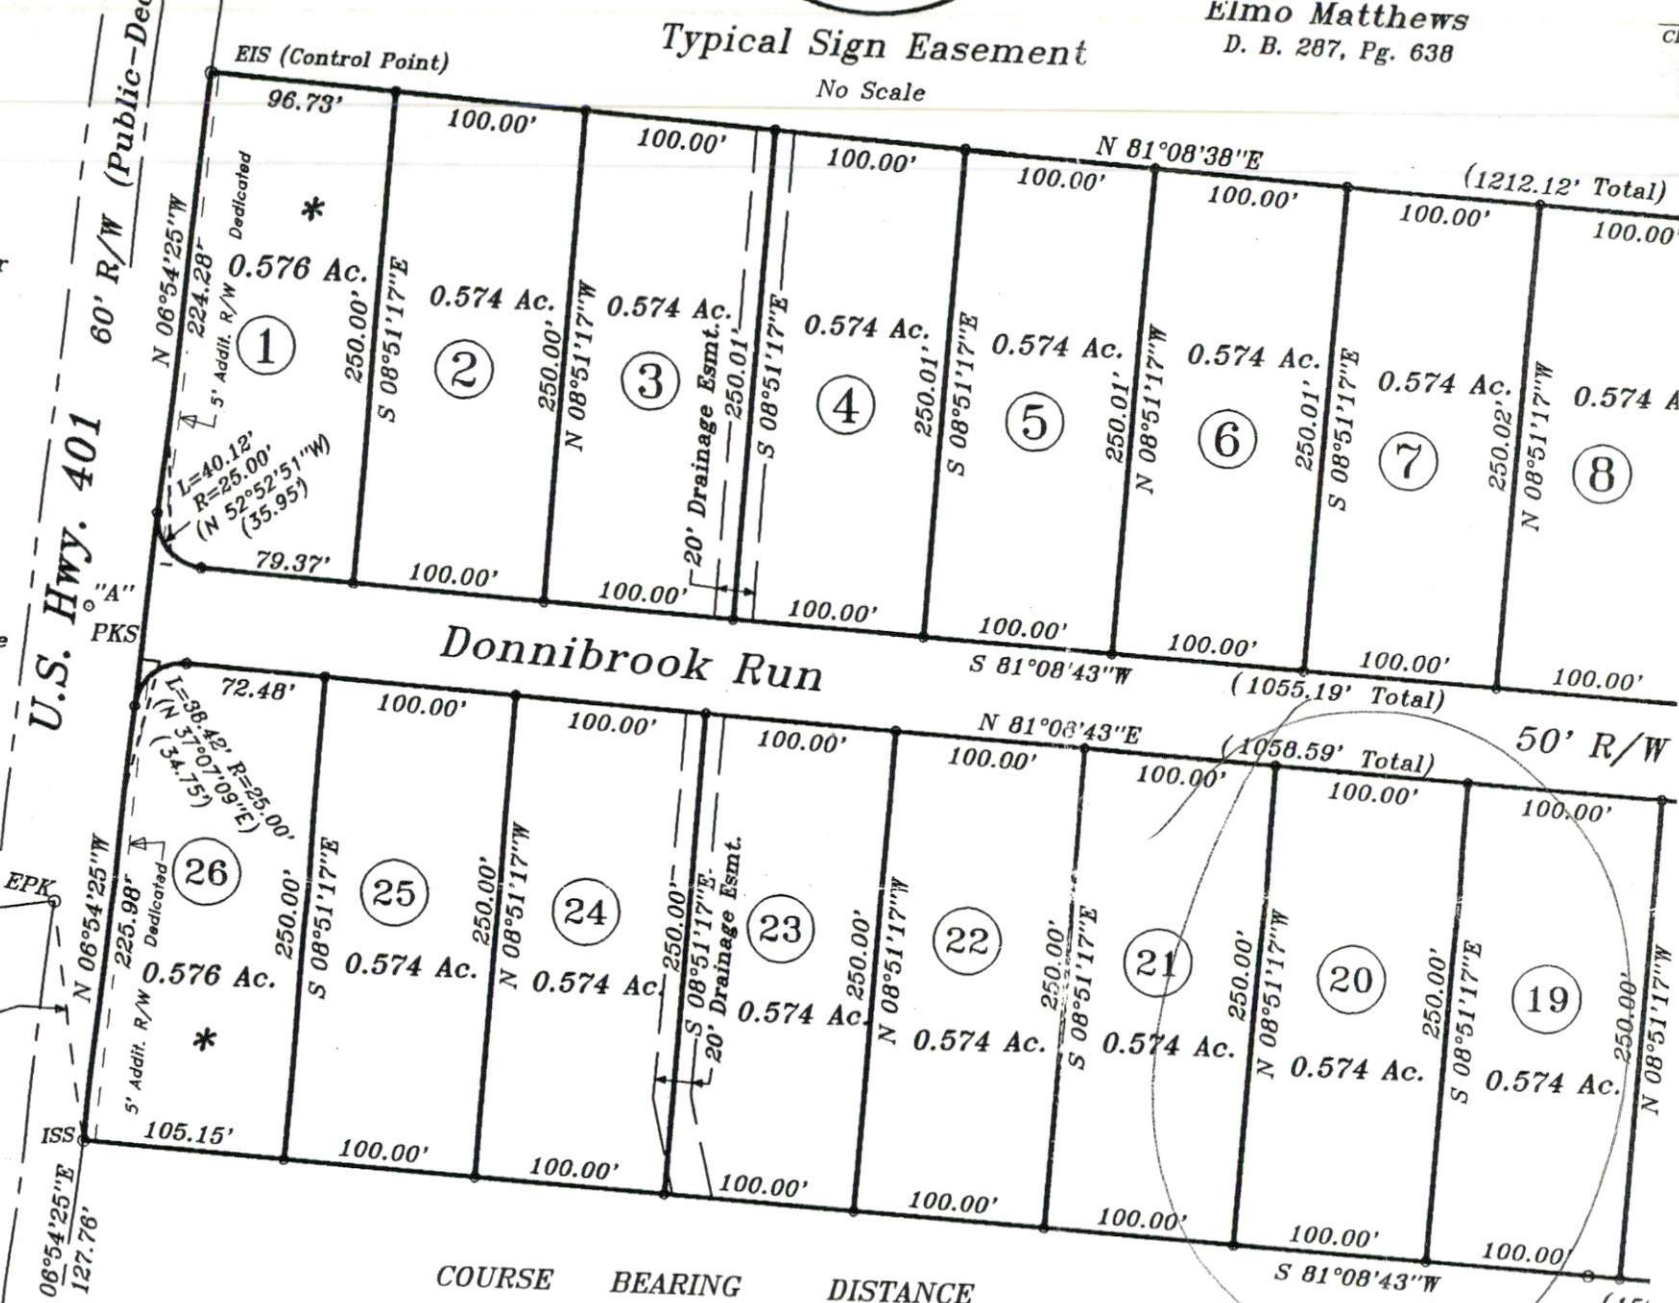 Elmo Matthews
D. B. 287, Pg. 638
Typical Sign Easement
No Scale
EIS (Control Point)
60' R/W (Public-Dec
U.S. Hwy. 401
96.73'
100.00'
100.00'
100.00'
100.00'
100.00'
100.00'
100.00'
N 81°08'38"E
(1212.12' Total)
N 06°54'25"W
224.28'
5' Addit. R/W Dedicated
*
0.576 Ac.
1
250.00'
S 08°51'17"E
0.574 Ac.
2
250.00'
N 08°51'17"W
0.574 Ac.
3
20' Drainage Esmt.
250.01'
S 08°51'17"E
0.574 Ac.
4
250.01'
S 08°51'17"E
0.574 Ac.
5
250.01'
N 08°51'17"W
0.574 Ac.
6
250.01'
S 08°51'17"E
0.574 Ac.
7
250.02'
N 08°51'17"W
0.574 A
8
L=40.12'
R=25.00'
(N 52°52'51"W)
(35.95')
79.37'
100.00'
100.00'
100.00'
100.00'
100.00'
100.00'
100.00'
"A"
PKS
Donnibrook Run
S 81°08'43"W
(1055.19' Total)
N 81°08'43"E
(1058.59' Total)
50' R/W
72.48'
100.00'
100.00'
100.00'
100.00'
100.00'
100.00'
100.00'
L=38.42' R=25.00'
(N 37°07'09"E)
(34.75')
EPK
N 06°54'25"W
225.98'
5' Addit. R/W Dedicated
26
0.576 Ac.
*
250.00'
S 08°51'17"E
25
0.574 Ac.
250.00'
N 08°51'17"W
24
0.574 Ac.
250.00'
S 08°51'17"E
20' Drainage Esmt.
23
0.574 Ac.
250.00'
N 08°51'17"W
22
0.574 Ac.
250.00'
S 08°51'17"E
21
0.574 Ac.
250.00'
N 08°51'17"W
20
0.574 Ac.
250.00'
S 08°51'17"E
19
0.574 Ac.
250.00'
N 08°51'17"W
ISS
105.15'
100.00'
100.00'
100.00'
100.00'
100.00'
100.00'
100.00'
S 81°08'43"W
06°54'25"E
127.76'
COURSE BEARING DISTANCE